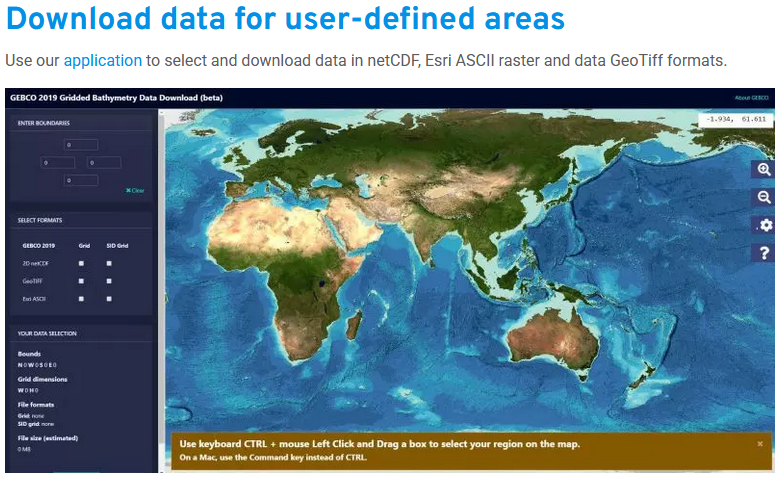 Download data for user-defined areas
Use our application to select and download data in netCDF, Esri ASCII raster and data GeoTiff formats.
GEBCO 2019 Gridded Bathymetry Data Download (beta)
About GEBCO
ENTER BOUNDARIES
0
0 0
0
✕ Clear
-1.934, 61.611
SELECT FORMATS
GEBCO 2019 Grid SID Grid
2D netCDF
GeoTIFF
Esri ASCII
?
YOUR DATA SELECTION
Bounds
N 0 W 0 S 0 E 0
Grid dimensions
W 0 H 0
File formats
Grid: none
SID grid: none
File size (estimated)
0 MB
Use keyboard CTRL + mouse Left Click and Drag a box to select your region on the map.
On a Mac, use the Command key instead of CTRL.
×